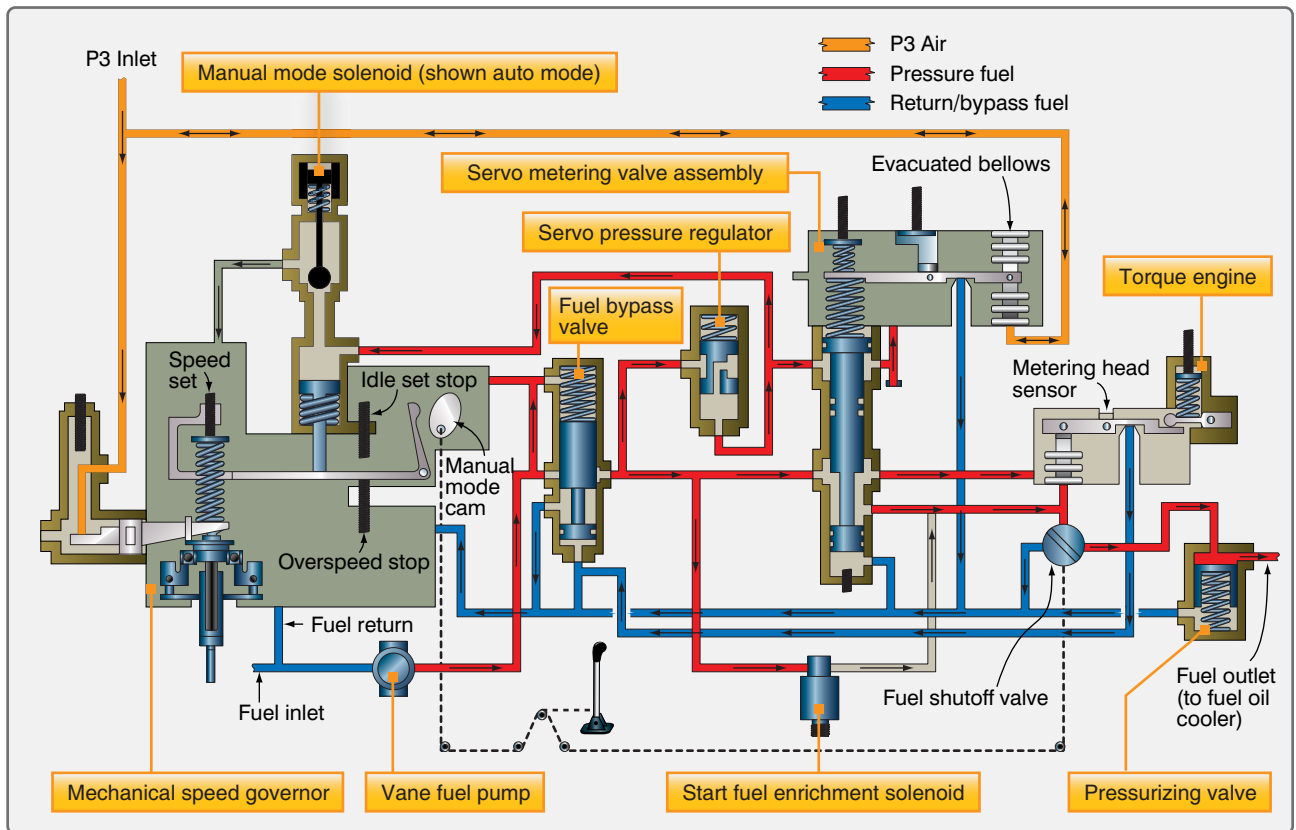 P3 Inlet
Manual mode solenoid (shown auto mode)
P3 Air
Pressure fuel
Return/bypass fuel
Servo metering valve assembly
Evacuated bellows
Servo pressure regulator
Torque engine
Fuel bypass
valve
Speed
set
Idle set stop
Metering head
sensor
Manual
mode
cam
Overspeed stop
Fuel return
Fuel inlet
Fuel shutoff valve
Fuel outlet
(to fuel oil
cooler)
Mechanical speed governor
Vane fuel pump
Start fuel enrichment solenoid
Pressurizing valve